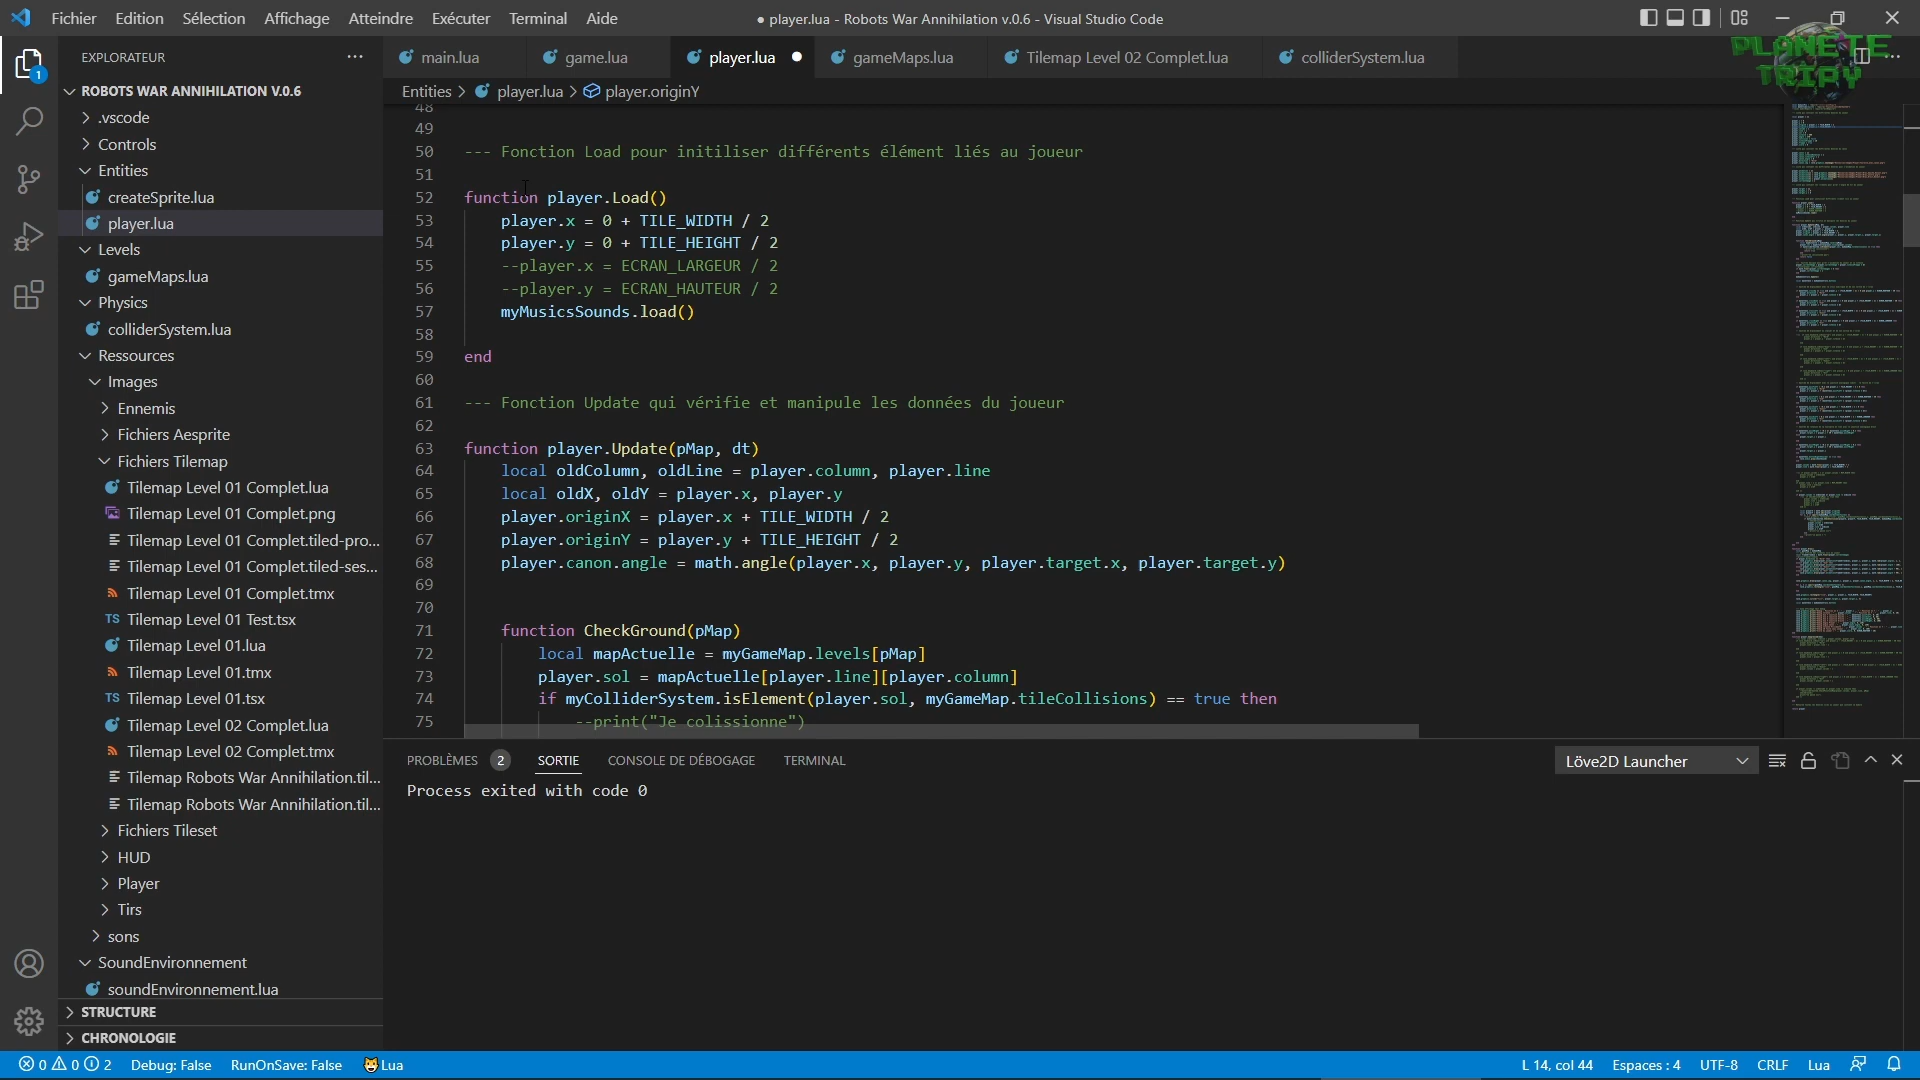 Fichier Edition Sélection Affichage Atteindre Exécuter Terminal Aide
● player.lua - Robots War Annihilation v.0.6 - Visual Studio Code
PLANETE TRIPY
EXPLORATEUR ...
main.lua game.lua player.lua gameMaps.lua Tilemap Level 02 Complet.lua colliderSystem.lua
1
ROBOTS WAR ANNIHILATION V.0.6
.vscode
Controls
Entities
createSprite.lua
player.lua
Levels
gameMaps.lua
Physics
colliderSystem.lua
Ressources
Images
Ennemis
Fichiers Aesprite
Fichiers Tilemap
Tilemap Level 01 Complet.lua
Tilemap Level 01 Complet.png
Tilemap Level 01 Complet.tiled-pro...
Tilemap Level 01 Complet.tiled-ses...
Tilemap Level 01 Complet.tmx
TS Tilemap Level 01 Test.tsx
Tilemap Level 01.lua
Tilemap Level 01.tmx
TS Tilemap Level 01.tsx
Tilemap Level 02 Complet.lua
Tilemap Level 02 Complet.tmx
Tilemap Robots War Annihilation.til...
Tilemap Robots War Annihilation.til...
Fichiers Tileset
HUD
Player
Tirs
sons
SoundEnvironnement
soundEnvironnement.lua
STRUCTURE
CHRONOLOGIE
Entities > player.lua > player.originY
48
49
50 --- Fonction Load pour initiliser différents élément liés au joueur
51
52 function player.Load()
53 player.x = 0 + TILE_WIDTH / 2
54 player.y = 0 + TILE_HEIGHT / 2
55 --player.x = ECRAN_LARGEUR / 2
56 --player.y = ECRAN_HAUTEUR / 2
57 myMusicsSounds.load()
58
59 end
60
61 --- Fonction Update qui vérifie et manipule les données du joueur
62
63 function player.Update(pMap, dt)
64 local oldColumn, oldLine = player.column, player.line
65 local oldX, oldY = player.x, player.y
66 player.originX = player.x + TILE_WIDTH / 2
67 player.originY = player.y + TILE_HEIGHT / 2
68 player.canon.angle = math.angle(player.x, player.y, player.target.x, player.target.y)
69
70
71 function CheckGround(pMap)
72 local mapActuelle = myGameMap.levels[pMap]
73 player.sol = mapActuelle[player.line][player.column]
74 if myColliderSystem.isElement(player.sol, myGameMap.tileCollisions) == true then
75 --print("Je colissionne")
PROBLÈMES 2 SORTIE CONSOLE DE DÉBOGAGE TERMINAL Löve2D Launcher
Process exited with code 0
0 0 2 Debug: False RunOnSave: False Lua L 14, col 44 Espaces : 4 UTF-8 CRLF Lua